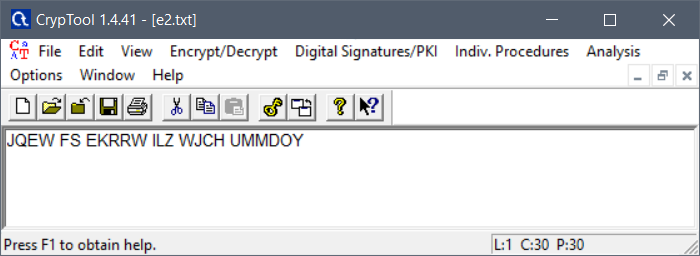 CrypTool 1.4.41 - [e2.txt]
File Edit View Encrypt/Decrypt Digital Signatures/PKI Indiv. Procedures Analysis
Options Window Help
JQEW FS EKRRW ILZ WJCH UMMDOY
Press F1 to obtain help. L:1 C:30 P:30